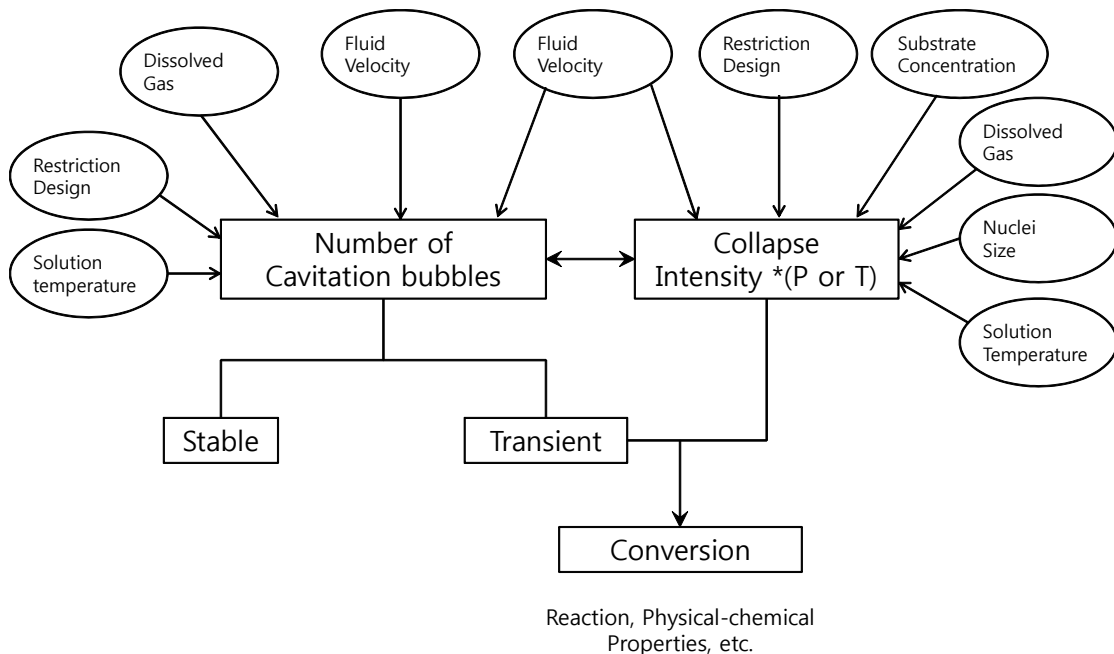 Dissolved
Gas
Fluid
Velocity
Fluid
Velocity
Restriction
Design
Substrate
Concentration
Restriction
Design
Dissolved
Gas
Solution
temperature
Number of
Cavitation bubbles
Collapse
Intensity *(P or T)
Nuclei
Size
Solution
Temperature
Stable
Transient
Conversion
Reaction, Physical-chemical
Properties, etc.